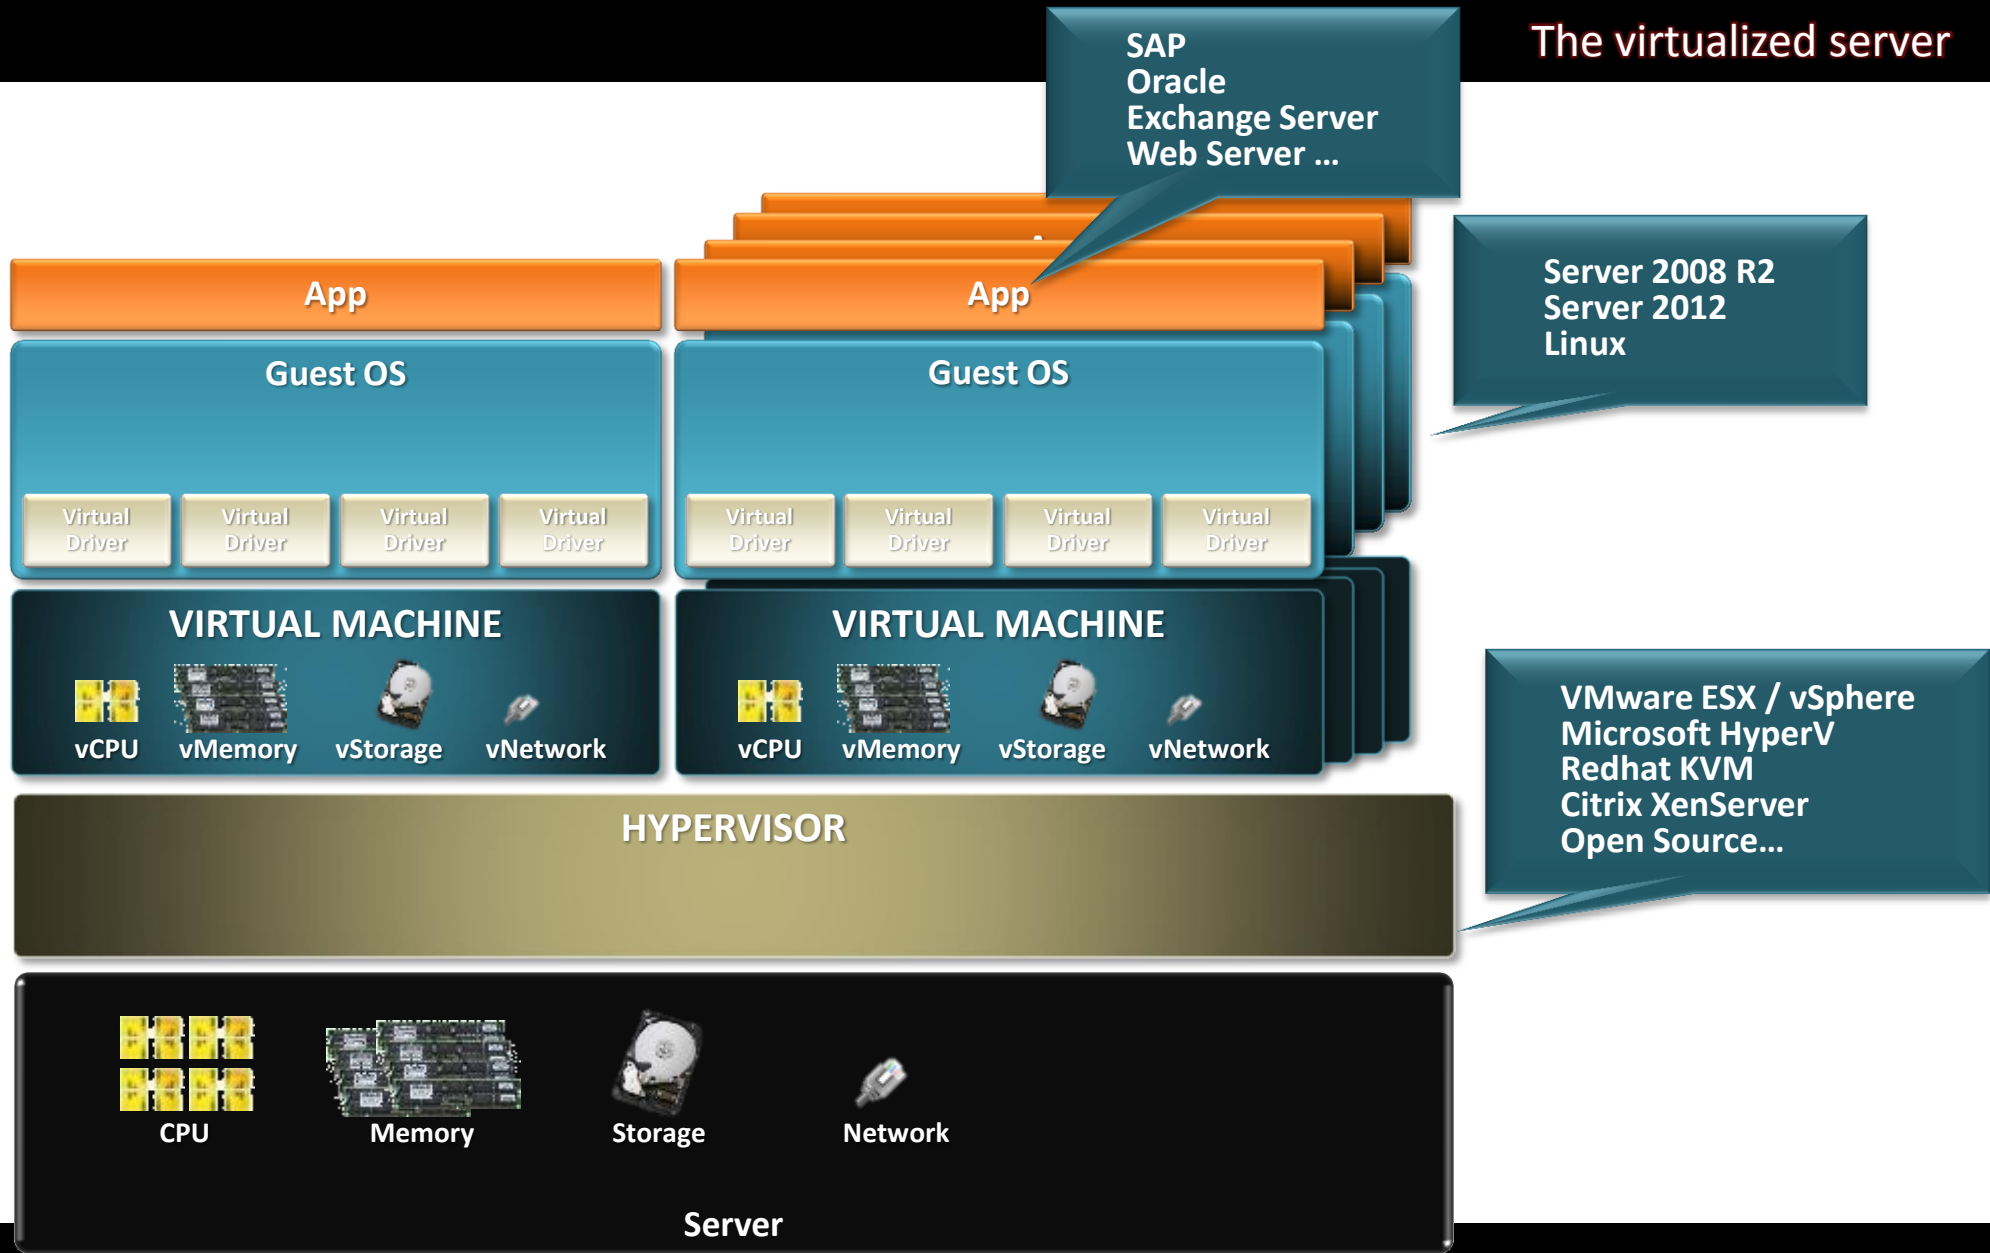 The virtualized server
SAP
Oracle
Exchange Server
Web Server ...
Server 2008 R2
Server 2012
Linux
App
App
Guest OS
Guest OS
Virtual
Driver
Virtual
Driver
Virtual
Driver
Virtual
Driver
Virtual
Driver
Virtual
Driver
Virtual
Driver
Virtual
Driver
VIRTUAL MACHINE
vCPU vMemory vStorage vNetwork
VIRTUAL MACHINE
vCPU vMemory vStorage vNetwork
VMware ESX / vSphere
Microsoft HyperV
Redhat KVM
Citrix XenServer
Open Source...
HYPERVISOR
CPU Memory Storage Network
Server